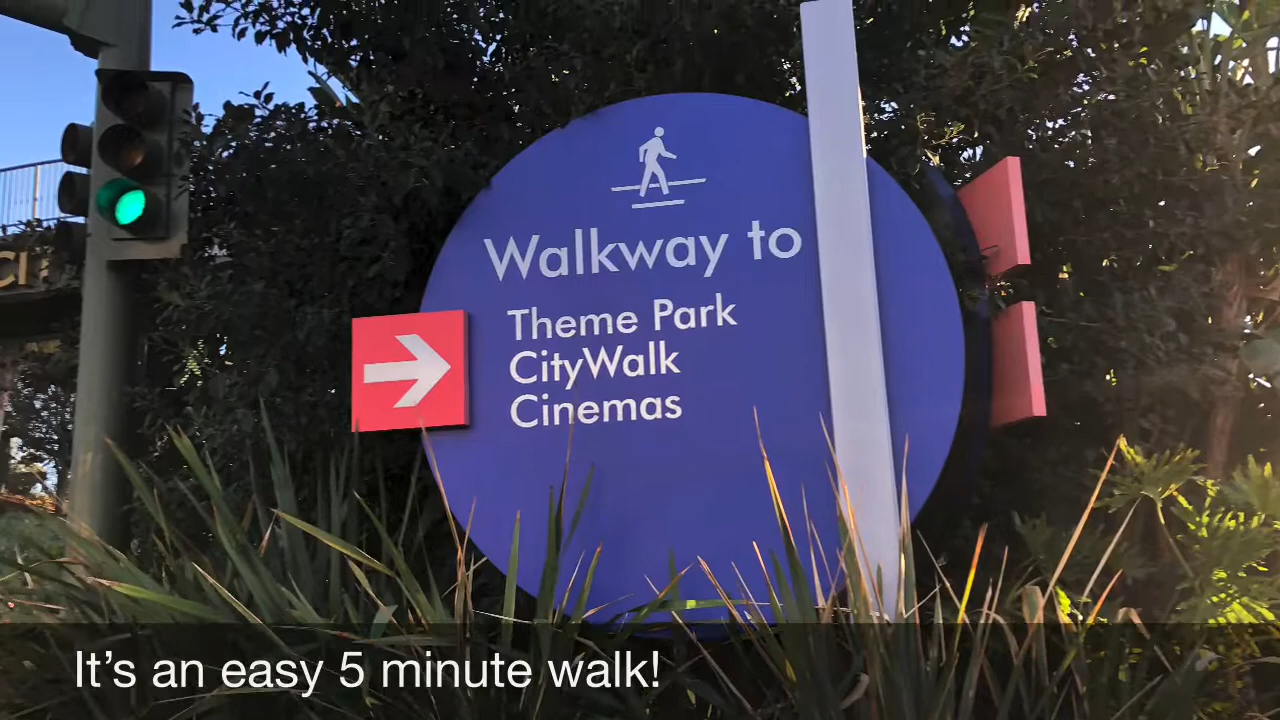 Walkway to
Theme Park
CityWalk
Cinemas
It's an easy 5 minute walk!